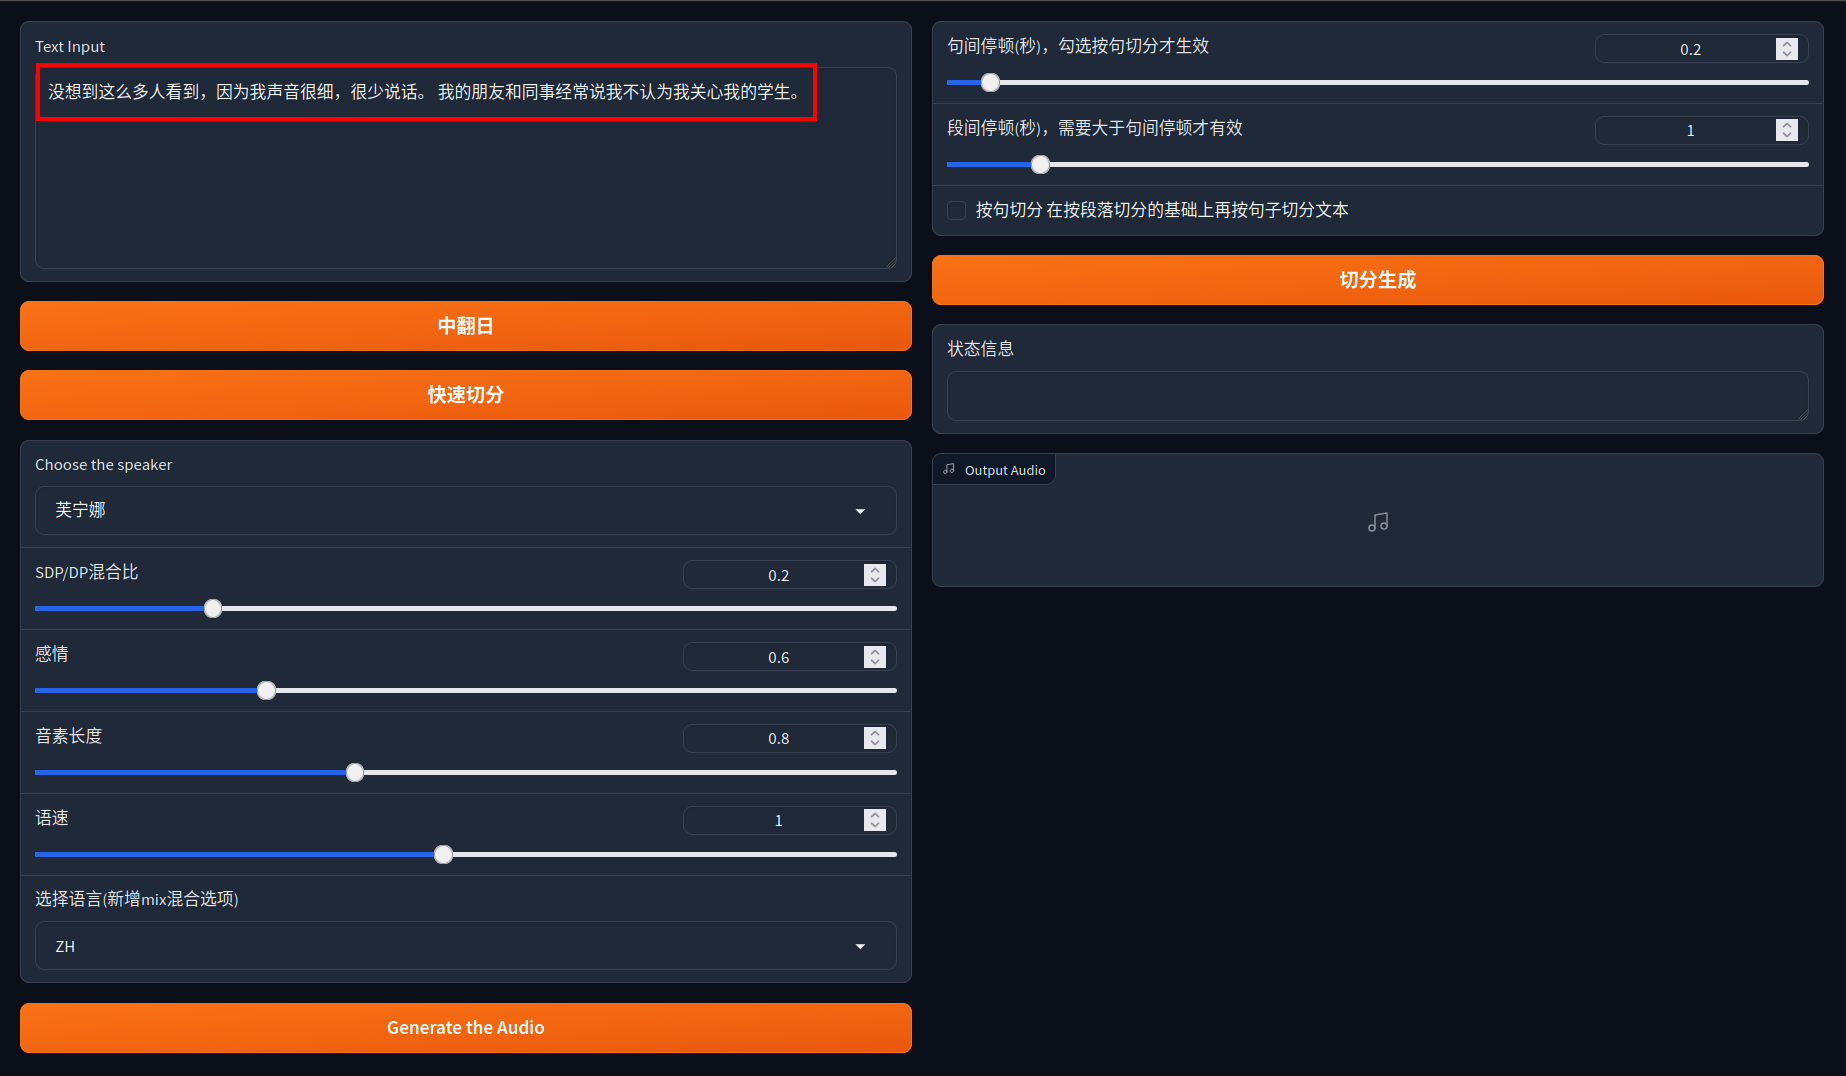 Text Input
没想到这么多人看到，因为我声音很细，很少说话。 我的朋友和同事经常说我不认为我关心我的学生。
中翻日
快速切分
Choose the speaker
芙宁娜
SDP/DP混合比
0.2
感情
0.6
音素长度
0.8
语速
1
选择语言(新增mix混合选项)
ZH
Generate the Audio
句间停顿(秒)，勾选按句切分才生效
0.2
段间停顿(秒)，需要大于句间停顿才有效
1
按句切分 在按段落切分的基础上再按句子切分文本
切分生成
状态信息
Output Audio